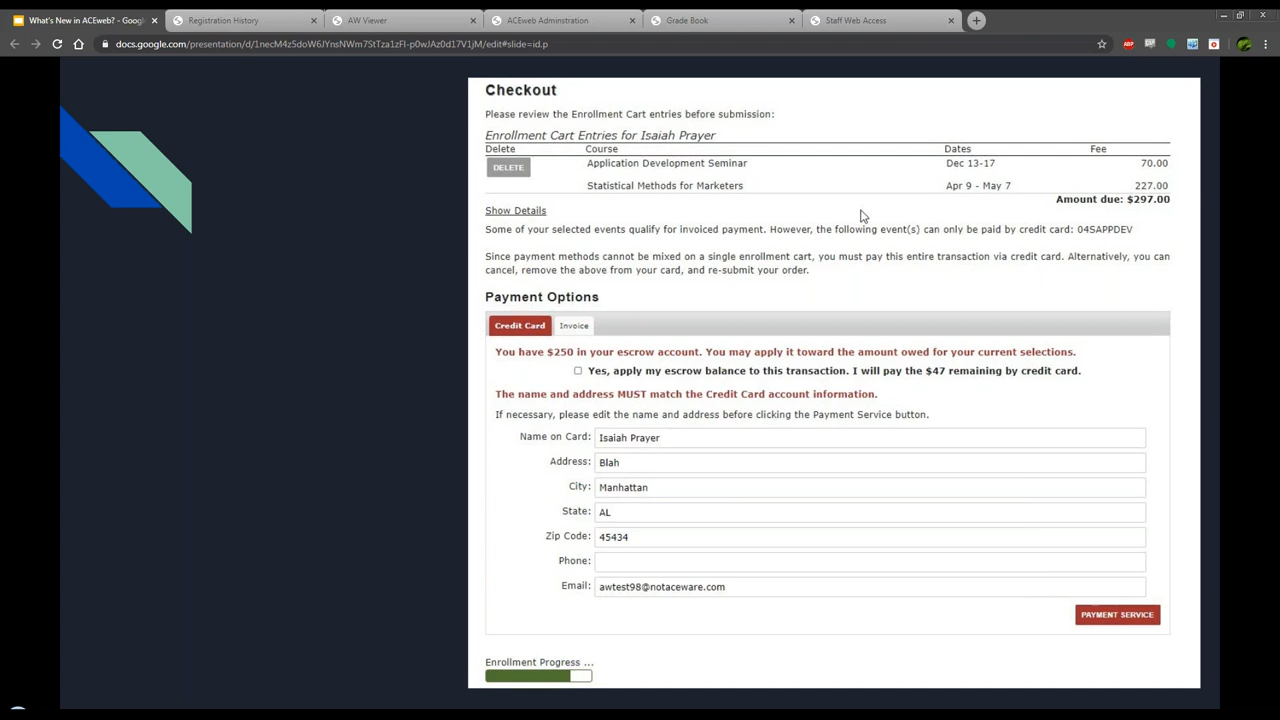 What's New in ACEweb? - Googl
Registration History
AW Viewer
ACEweb Adminstration
Grade Book
Staff Web Access
docs.google.com/presentation/d/1necM4zSdoW6JYnsNWm7StTza1zFI-p0wJAz0d17V1jM/edit#slide=id.p
ABP
Checkout
Please review the Enrollment Cart entries before submission:
Enrollment Cart Entries for Isaiah Prayer
Delete Course Dates Fee
DELETE Application Development Seminar Dec 13-17 70.00
Statistical Methods for Marketers Apr 9 - May 7 227.00
Amount due: $297.00
Show Details
Some of your selected events qualify for invoiced payment. However, the following event(s) can only be paid by credit card: 04SAPPDEV
Since payment methods cannot be mixed on a single enrollment cart, you must pay this entire transaction via credit card. Alternatively, you can
cancel, remove the above from your card, and re-submit your order.
Payment Options
Credit Card Invoice
You have $250 in your escrow account. You may apply it toward the amount owed for your current selections.
Yes, apply my escrow balance to this transaction. I will pay the $47 remaining by credit card.
The name and address MUST match the Credit Card account information.
If necessary, please edit the name and address before clicking the Payment Service button.
Name on Card: Isaiah Prayer
Address: Blah
City: Manhattan
State: AL
Zip Code: 45434
Phone:
Email: awtest98@notaceware.com
PAYMENT SERVICE
Enrollment Progress ...